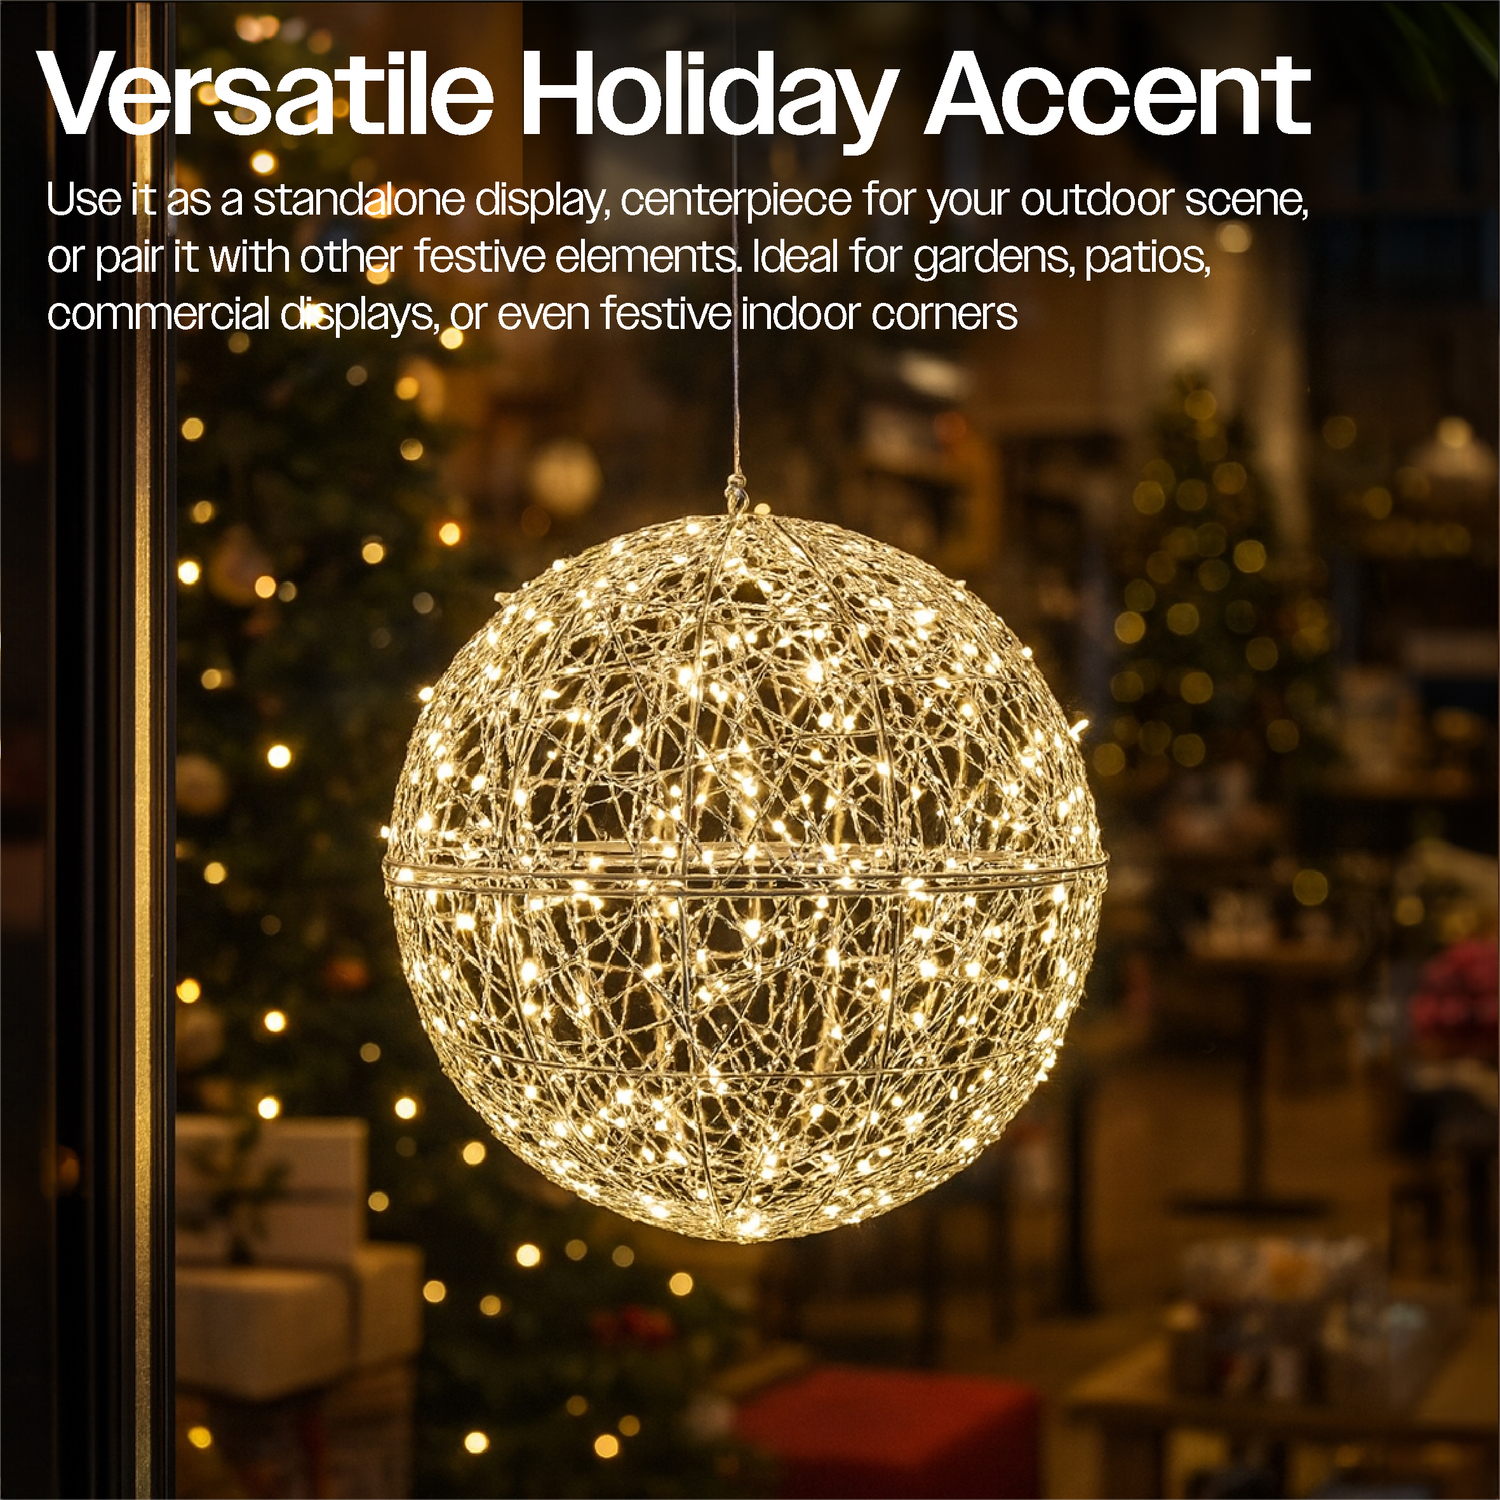 Versatile Holiday Accent
Use it as a standalone display, centerpiece for your outdoor scene,
or pair it with other festive elements. Ideal for gardens, patios,
commercial displays, or even festive indoor corners